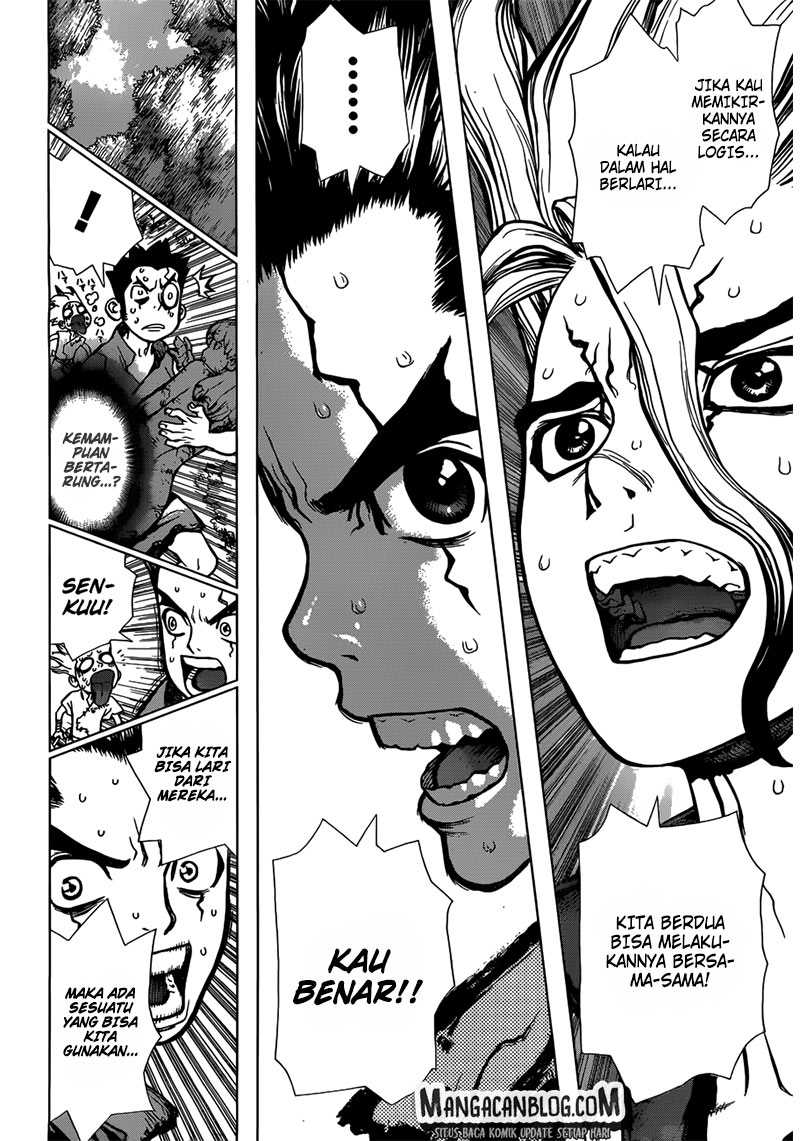 JIKA KAU
MEMIKIR-
KANNYA
SECARA
LOGIS...
KALAU
DALAM HAL
BERLARI...
KITA BERDUA
BISA MELAKU-
KANNYA BERSA-
MA-SAMA!
......
KAU
BENAR!!
!
KEMAM-
PUAN
BERTA-
RUNG...?
SEN-
KUU!
JIKA KITA
BISA LARI
DARI
MEREKA...
MAKA ADA
SESUATU
YANG BISA
KITA
GUNAKAN...
MANGACANBLOG.COM
SITUS BACA KOMIK UPDATE SETIAP HARI